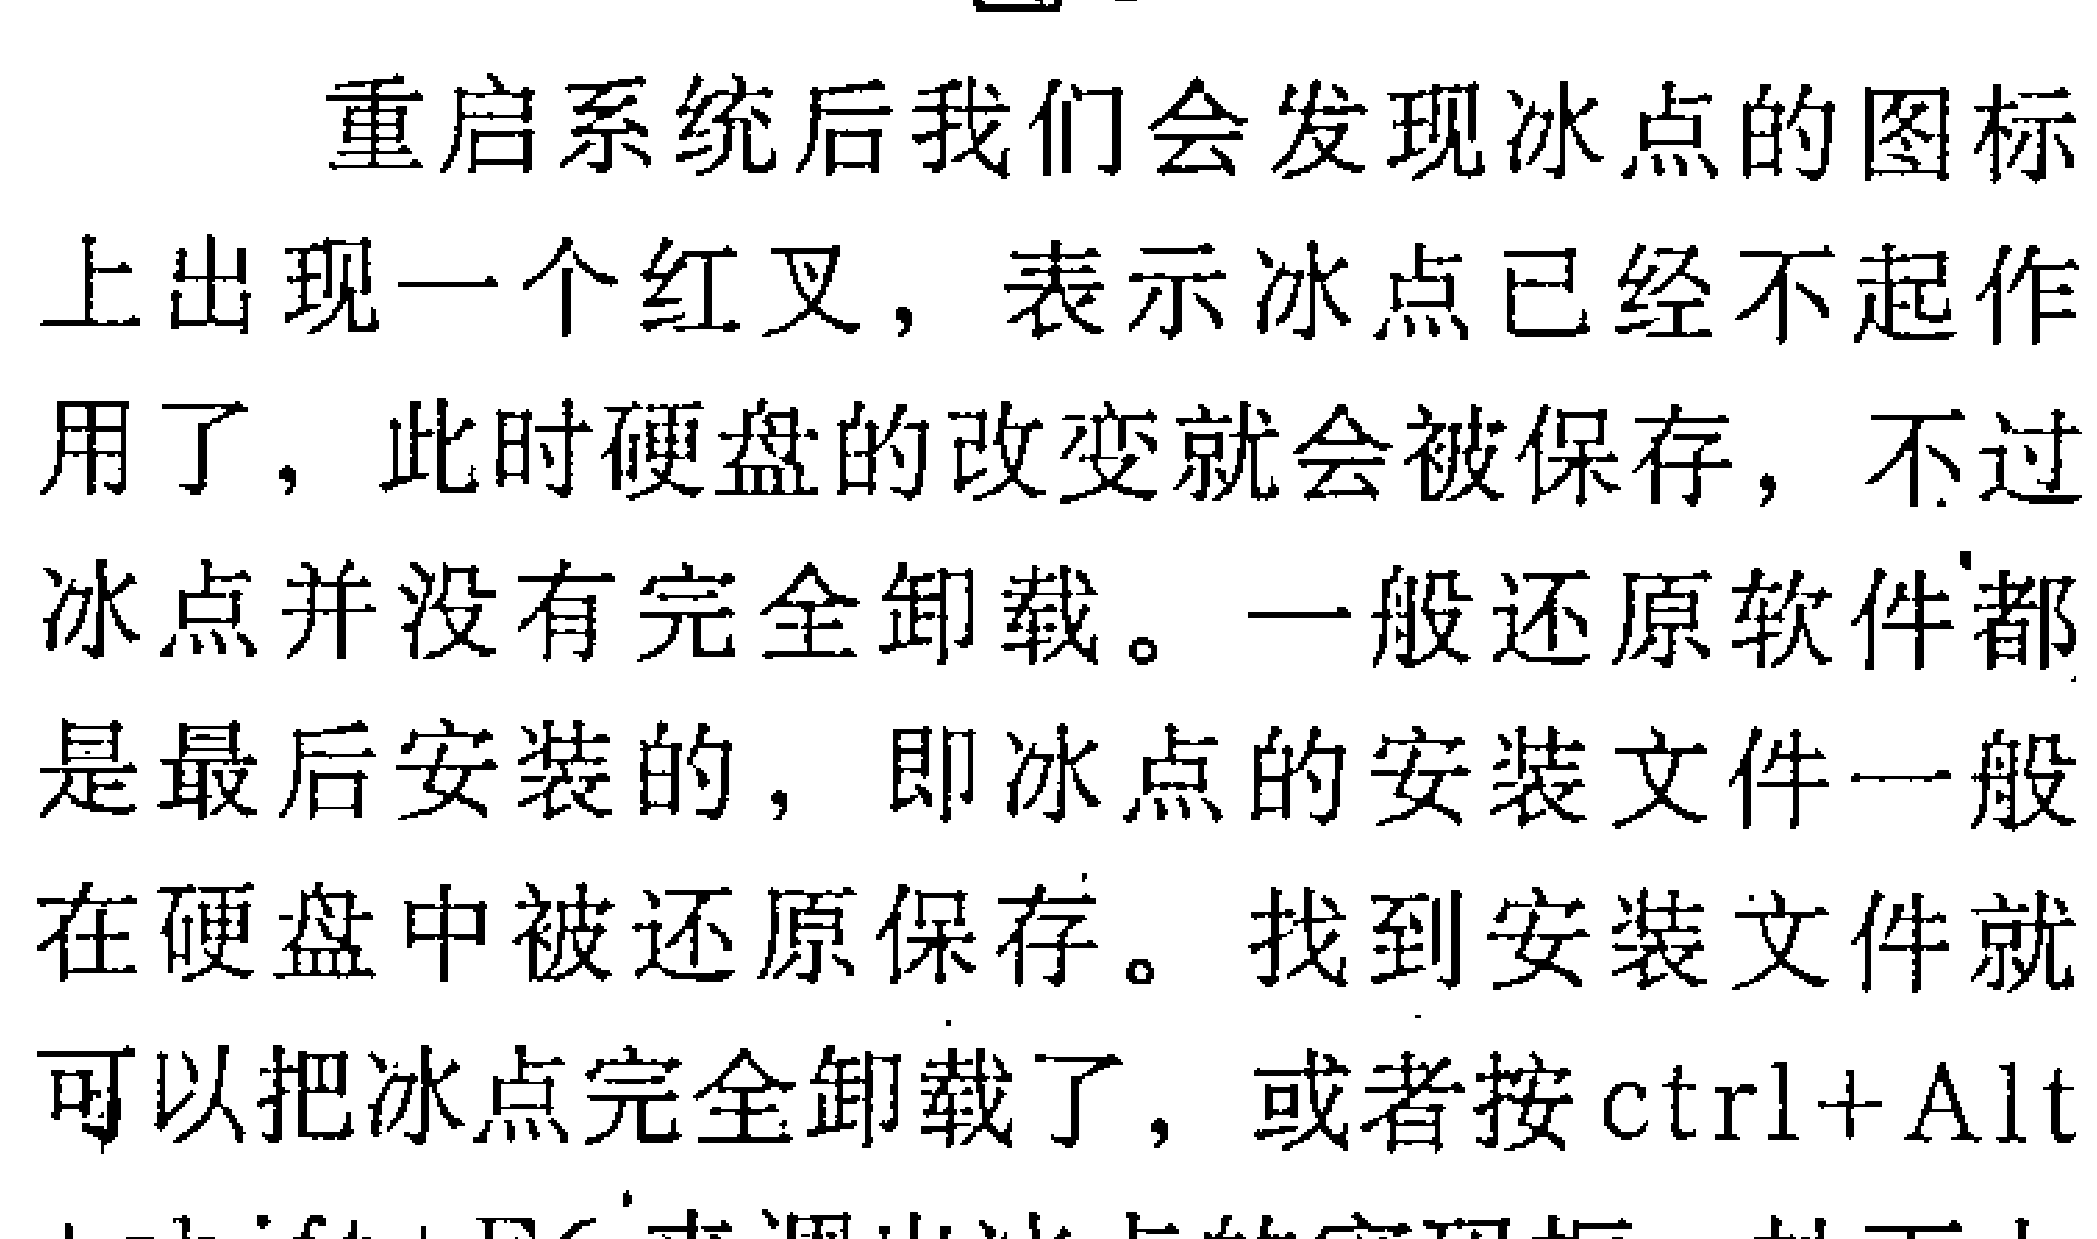 重启系统后我们会发现冰点的图标
上出现一个红叉，表示冰点已经不起作
用了，此时硬盘的改变就会被保存，不过
冰点并没有完全卸载。一般还原软件都
是最后安装的，即冰点的安装文件一般
在硬盘中被还原保存。找到安装文件就
可以把冰点完全卸载了，或者按ctrl+Alt